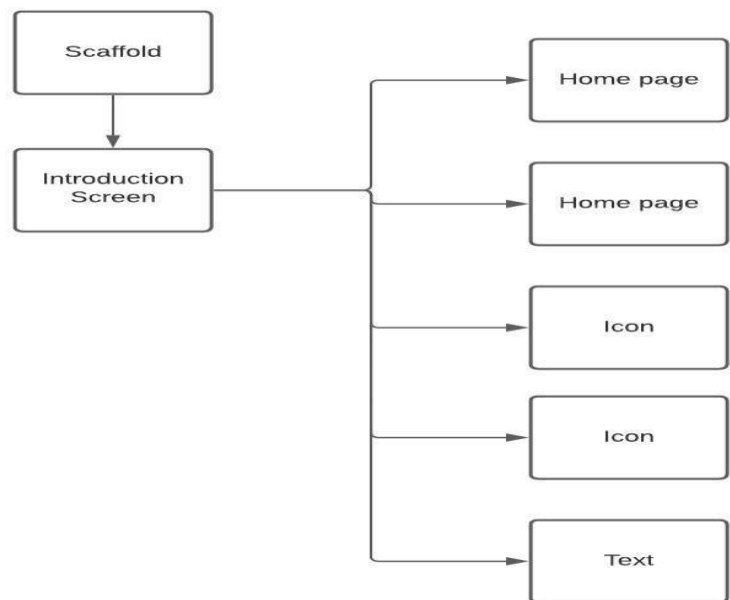 Scaffold
Introduction
Screen
Home page
Home page
Icon
Icon
Text